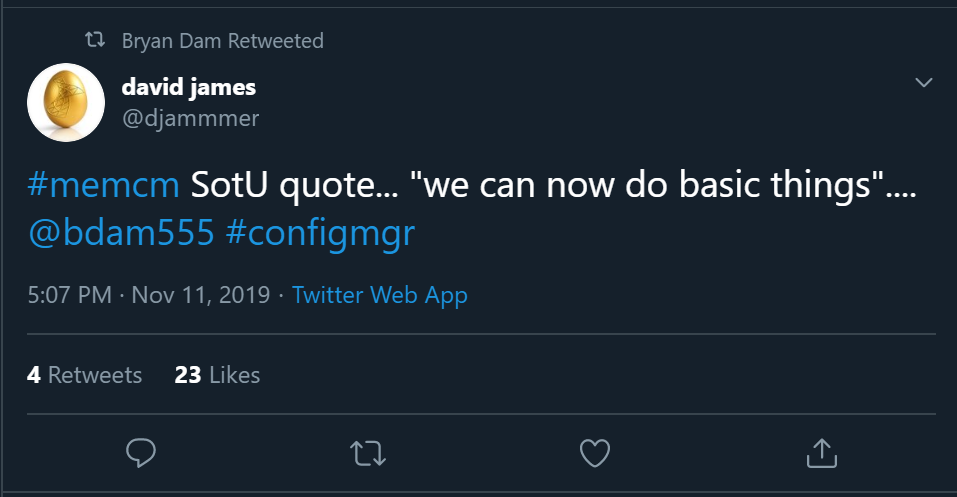 Bryan Dam Retweeted
david james
@djammmer
#memcm SotU quote... "we can now do basic things"....
@bdam555 #configmgr
5:07 PM · Nov 11, 2019 · Twitter Web App
4 Retweets 23 Likes